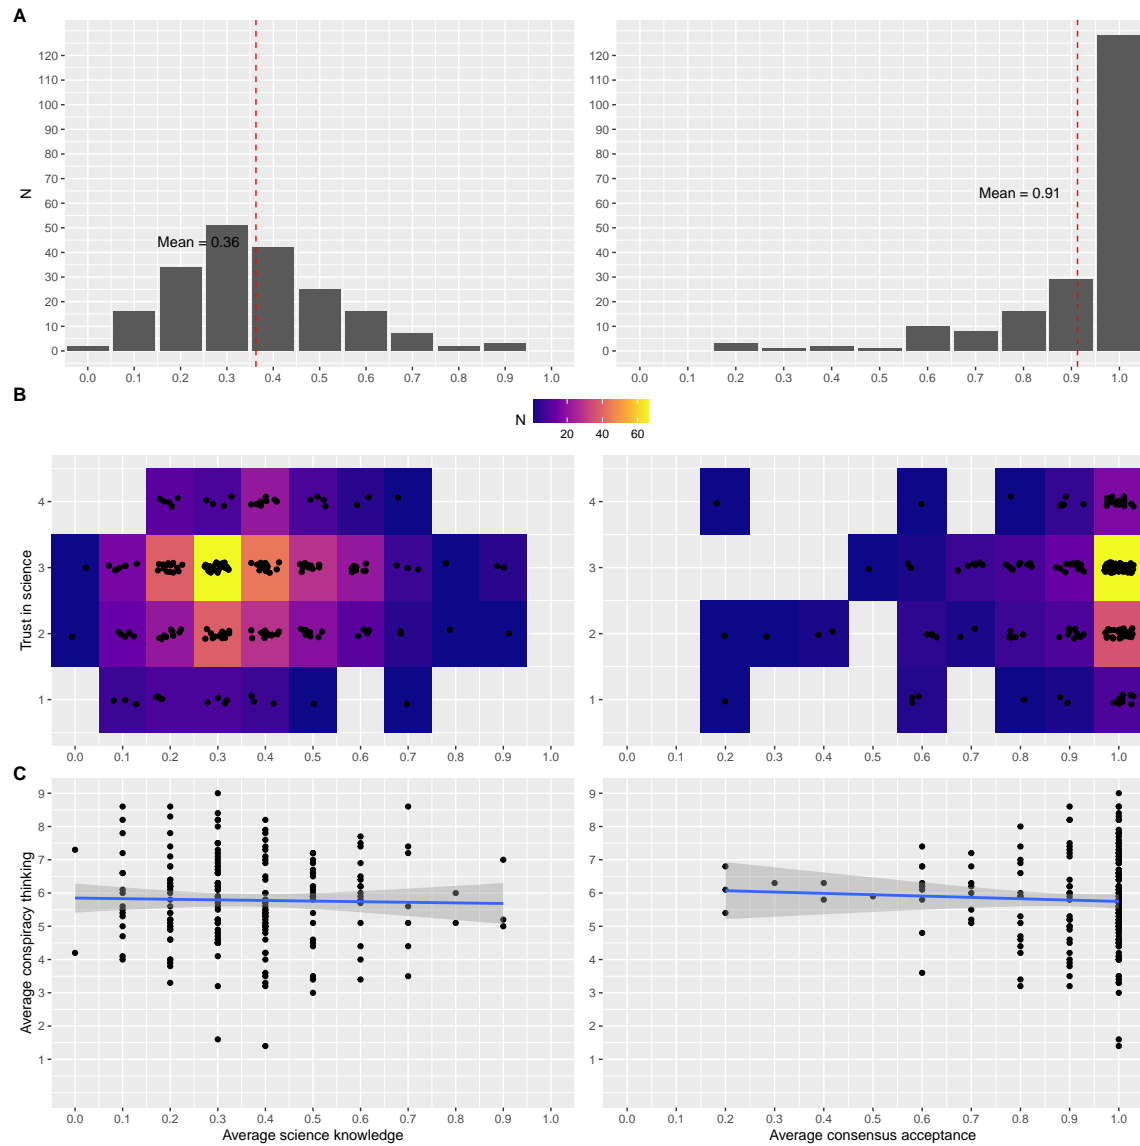 A
120
110
100
90
80
70
60
50
40
30
20
10
0
N
Mean = 0.36
Mean = 0.91
0.0 0.1 0.2 0.3 0.4 0.5 0.6 0.7 0.8 0.9 1.0
120
110
100
90
80
70
60
50
40
30
20
10
0
0.0 0.1 0.2 0.3 0.4 0.5 0.6 0.7 0.8 0.9 1.0
B
N
20 40 60
4
3
2
1
Trust in science
0.0 0.1 0.2 0.3 0.4 0.5 0.6 0.7 0.8 0.9 1.0
4
3
2
1
0.0 0.1 0.2 0.3 0.4 0.5 0.6 0.7 0.8 0.9 1.0
C
9
8
7
6
5
4
3
2
1
Average conspiracy thinking
0.0 0.1 0.2 0.3 0.4 0.5 0.6 0.7 0.8 0.9 1.0
Average science knowledge
9
8
7
6
5
4
3
2
1
0.0 0.1 0.2 0.3 0.4 0.5 0.6 0.7 0.8 0.9 1.0
Average consensus acceptance